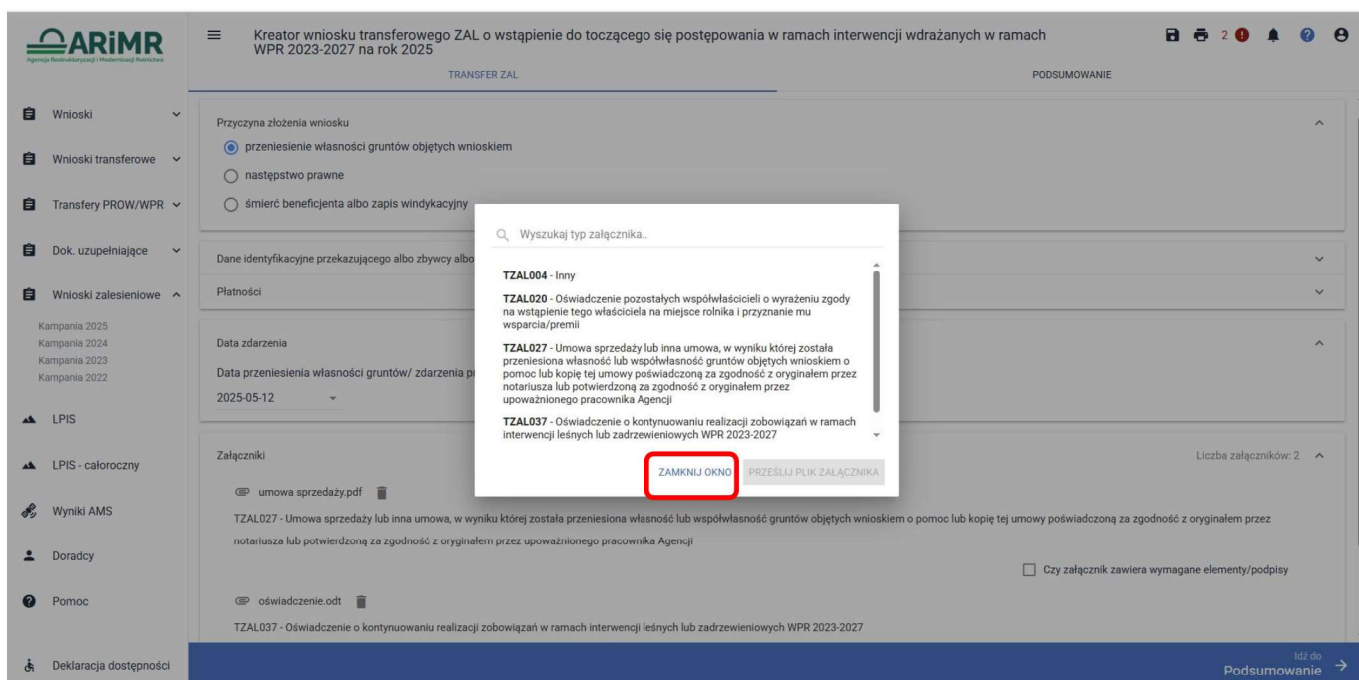 ARiMR
Agencja Restrukturyzacji i Modernizacji Rolnictwa
Kreator wniosku transferowego ZAL o wstąpienie do toczącego się postępowania w ramach interwencji wdrażanych w ramach
WPR 2023-2027 na rok 2025
2
TRANSFER ZAL
PODSUMOWANIE
Wnioski
Wnioski transferowe
Transfery PROW/WPR
Dok. uzupełniające
Wnioski zalesieniowe
Kampania 2025
Kampania 2024
Kampania 2023
Kampania 2022
LPIS
LPIS - całoroczny
Wyniki AMS
Doradcy
Pomoc
Deklaracja dostępności
Przyczyna złożenia wniosku
przeniesienie własności gruntów objętych wnioskiem
następstwo prawne
śmierć beneficjenta albo zapis windykacyjny
Dane identyfikacyjne przekazującego albo zbywcy albo
Płatności
Data zdarzenia
Data przeniesienia własności gruntów/ zdarzenia
2025-05-12
Załączniki
Liczba załączników: 2
umowa sprzedaży.pdf
TZAL027 - Umowa sprzedaży lub inna umowa, w wyniku której została przeniesiona własność lub współwłasność gruntów objętych wnioskiem o pomoc lub kopię tej umowy poświadczoną za zgodność z oryginałem przez
notariusza lub potwierdzoną za zgodność z oryginałem przez upoważnionego pracownika Agencji
Czy załącznik zawiera wymagane elementy/podpisy
oświadczenie.odt
TZAL037 - Oświadczenie o kontynuowaniu realizacji zobowiązań w ramach interwencji leśnych lub zadrzewieniowych WPR 2023-2027
Wyszukaj typ załącznika..
TZAL004 - Inny
TZAL020 - Oświadczenie pozostałych współwłaścicieli o wyrażeniu zgody
na wstąpienie tego właściciela na miejsce rolnika i przyznanie mu
wsparcia/premii
TZAL027 - Umowa sprzedaży lub inna umowa, w wyniku której została
przeniesiona własność lub współwłasność gruntów objętych wnioskiem o
pomoc lub kopię tej umowy poświadczoną za zgodność z oryginałem przez
notariusza lub potwierdzoną za zgodność z oryginałem przez
upoważnionego pracownika Agencji
TZAL037 - Oświadczenie o kontynuowaniu realizacji zobowiązań w ramach
interwencji leśnych lub zadrzewieniowych WPR 2023-2027
ZAMKNIJ OKNO
PRZEŚLIJ PLIK ZAŁĄCZNIKA
Idź do
Podsumowanie